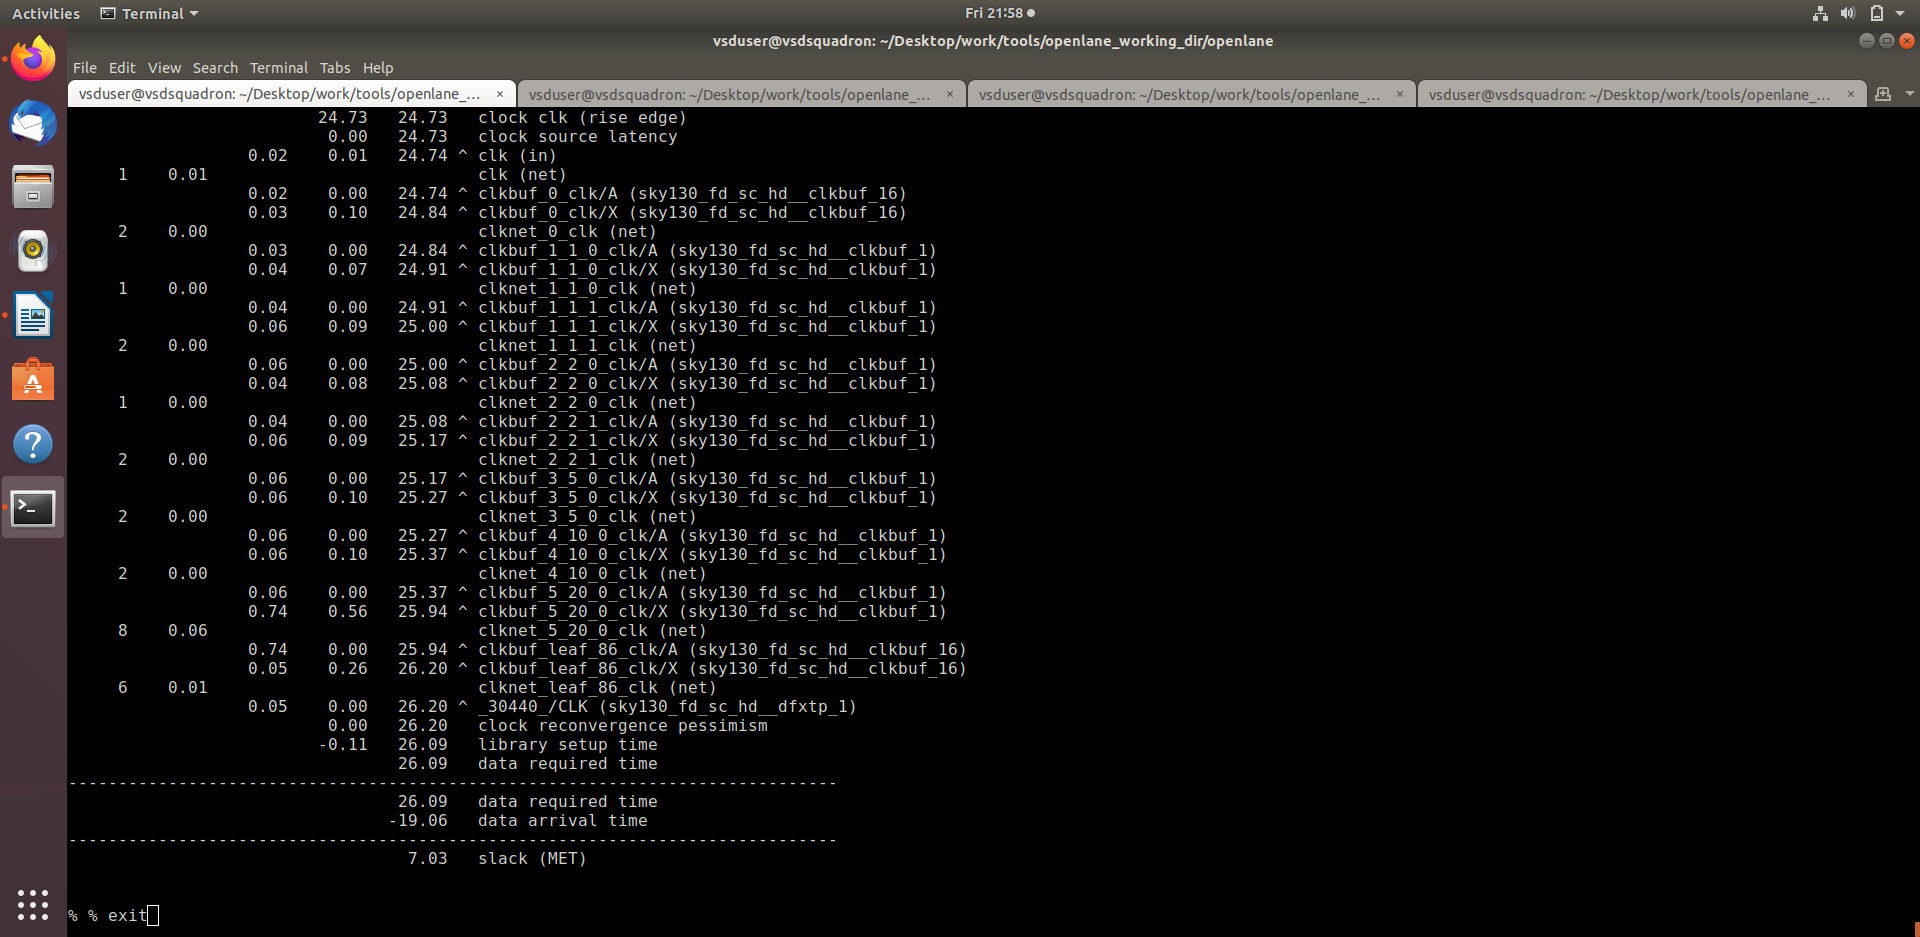 Activities Terminal Fri 21:58
vsduser@vsdsquadron: ~/Desktop/work/tools/openlane_working_dir/openlane
File Edit View Search Terminal Tabs Help
vsduser@vsdsquadron: ~/Desktop/work/tools/openlane_... × vsduser@vsdsquadron: ~/Desktop/work/tools/openlane_... × vsduser@vsdsquadron: ~/Desktop/work/tools/openlane_... × vsduser@vsdsquadron: ~/Desktop/work/tools/openlane_... ×
24.73 24.73 clock clk (rise edge)
0.00 24.73 clock source latency
0.02 0.01 24.74 ^ clk (in)
1 0.01 clk (net)
0.02 0.00 24.74 ^ clkbuf_0_clk/A (sky130_fd_sc_hd__clkbuf_16)
0.03 0.10 24.84 ^ clkbuf_0_clk/X (sky130_fd_sc_hd__clkbuf_16)
2 0.00 clknet_0_clk (net)
0.03 0.00 24.84 ^ clkbuf_1_1_0_clk/A (sky130_fd_sc_hd__clkbuf_1)
0.04 0.07 24.91 ^ clkbuf_1_1_0_clk/X (sky130_fd_sc_hd__clkbuf_1)
1 0.00 clknet_1_1_0_clk (net)
0.04 0.00 24.91 ^ clkbuf_1_1_1_clk/A (sky130_fd_sc_hd__clkbuf_1)
0.06 0.09 25.00 ^ clkbuf_1_1_1_clk/X (sky130_fd_sc_hd__clkbuf_1)
2 0.00 clknet_1_1_1_clk (net)
0.06 0.00 25.00 ^ clkbuf_2_2_0_clk/A (sky130_fd_sc_hd__clkbuf_1)
0.04 0.08 25.08 ^ clkbuf_2_2_0_clk/X (sky130_fd_sc_hd__clkbuf_1)
1 0.00 clknet_2_2_0_clk (net)
0.04 0.00 25.08 ^ clkbuf_2_2_1_clk/A (sky130_fd_sc_hd__clkbuf_1)
0.06 0.09 25.17 ^ clkbuf_2_2_1_clk/X (sky130_fd_sc_hd__clkbuf_1)
2 0.00 clknet_2_2_1_clk (net)
0.06 0.00 25.17 ^ clkbuf_3_5_0_clk/A (sky130_fd_sc_hd__clkbuf_1)
0.06 0.10 25.27 ^ clkbuf_3_5_0_clk/X (sky130_fd_sc_hd__clkbuf_1)
2 0.00 clknet_3_5_0_clk (net)
0.06 0.00 25.27 ^ clkbuf_4_10_0_clk/A (sky130_fd_sc_hd__clkbuf_1)
0.06 0.10 25.37 ^ clkbuf_4_10_0_clk/X (sky130_fd_sc_hd__clkbuf_1)
2 0.00 clknet_4_10_0_clk (net)
0.06 0.00 25.37 ^ clkbuf_5_20_0_clk/A (sky130_fd_sc_hd__clkbuf_1)
0.74 0.56 25.94 ^ clkbuf_5_20_0_clk/X (sky130_fd_sc_hd__clkbuf_1)
8 0.06 clknet_5_20_0_clk (net)
0.74 0.00 25.94 ^ clkbuf_leaf_86_clk/A (sky130_fd_sc_hd__clkbuf_16)
0.05 0.26 26.20 ^ clkbuf_leaf_86_clk/X (sky130_fd_sc_hd__clkbuf_16)
6 0.01 clknet_leaf_86_clk (net)
0.05 0.00 26.20 ^ _30440_/CLK (sky130_fd_sc_hd__dfxtp_1)
0.00 26.20 clock reconvergence pessimism
-0.11 26.09 library setup time
26.09 data required time
-----------------------------------------------------------------------------
26.09 data required time
-19.06 data arrival time
-----------------------------------------------------------------------------
7.03 slack (MET)
% % exit